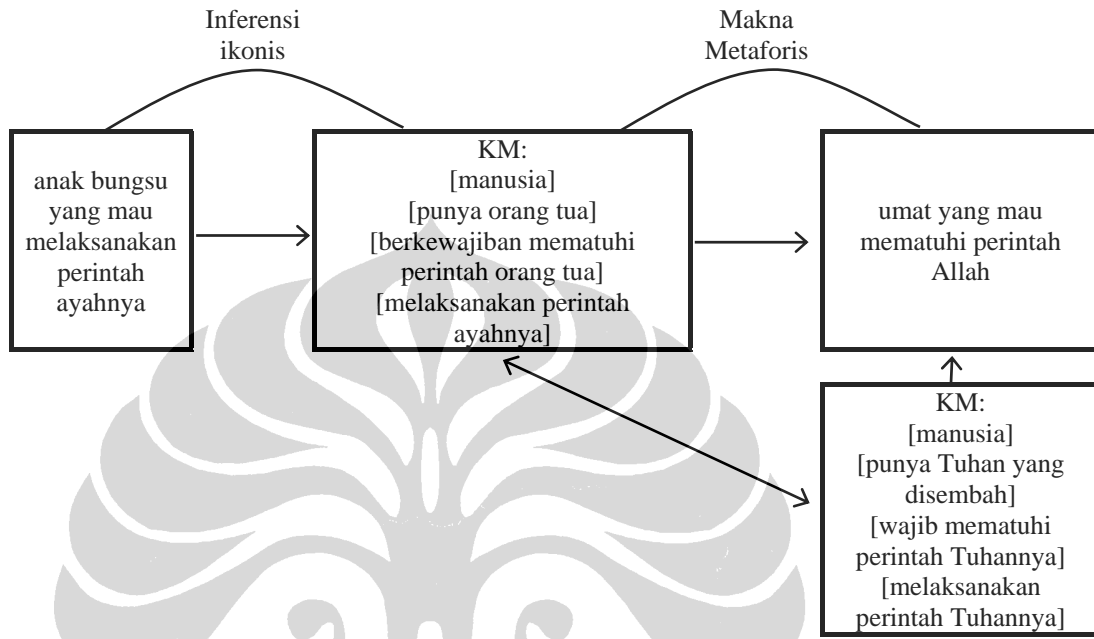 Inferensi
ikonis
Makna
Metaforis
anak bungsu
yang mau
melaksanakan
perintah
ayahnya
KM:
[manusia]
[punya orang tua]
[berkewajiban mematuhi
perintah orang tua]
[melaksanakan perintah
ayahnya]
umat yang mau
mematuhi perintah
Allah
KM:
[manusia]
[punya Tuhan yang
disembah]
[wajib mematuhi
perintah Tuhannya]
[melaksanakan
perintah Tuhannya]